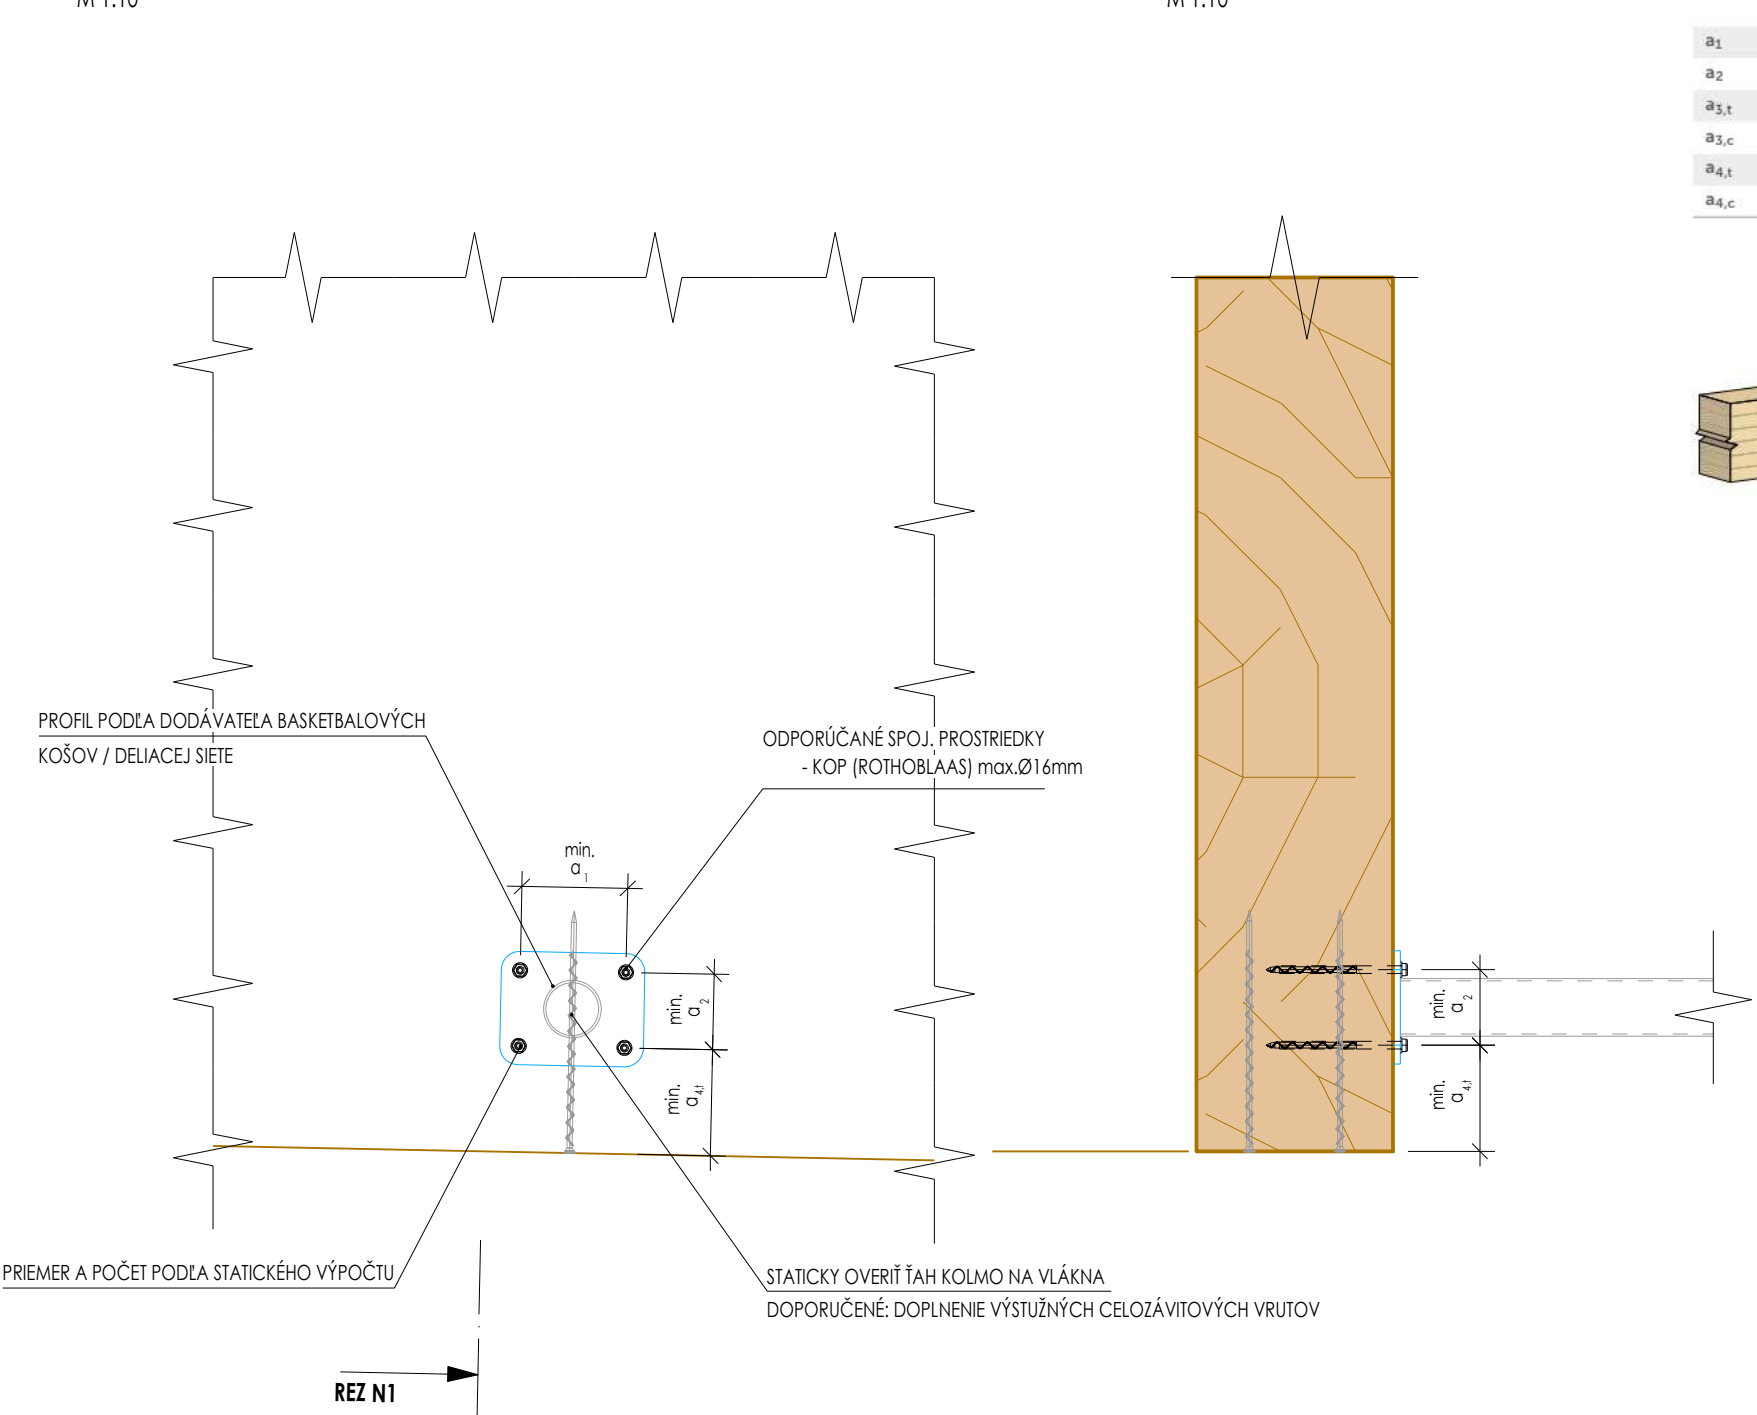 M 1:10
M 1:10
a1
a2
a3,t
a3,c
a4,t
a4,c
PROFIL PODĽA DODÁVATEĽA BASKETBALOVÝCH
KOŠOV / DELIACEJ SIETE
ODPORÚČANÉ SPOJ. PROSTRIEDKY
- KOP (ROTHOBLAAS) max.Ø16mm
min.
a1
min.
a2
min.
a4,t
min.
a2
min.
a4,t
PRIEMER A POČET PODĽA STATICKÉHO VÝPOČTU
STATICKY OVERIŤ ŤAH KOLMO NA VLÁKNA
DOPORUČENÉ: DOPLNENIE VÝSTUŽNÝCH CELOZÁVITOVÝCH VRUTOV
REZ N1